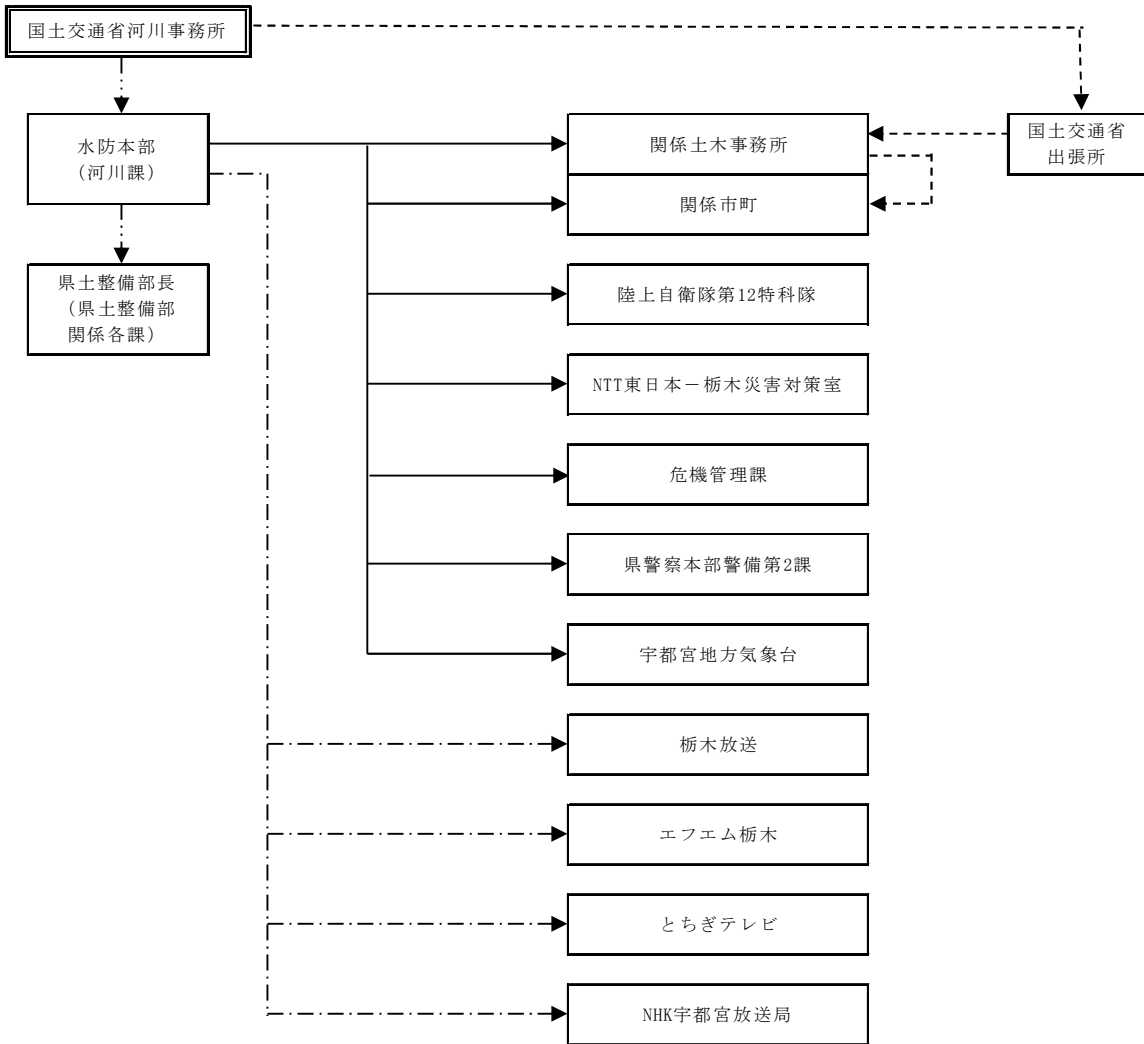 国土交通省河川事務所
水防本部
(河川課)
関係土木事務所
国土交通省
出張所
関係市町
県土整備部長
(県土整備部
関係各課)
陸上自衛隊第12特科隊
NTT東日本－栃木災害対策室
危機管理課
県警察本部警備第2課
宇都宮地方気象台
栃木放送
エフエム栃木
とちぎテレビ
NHK宇都宮放送局